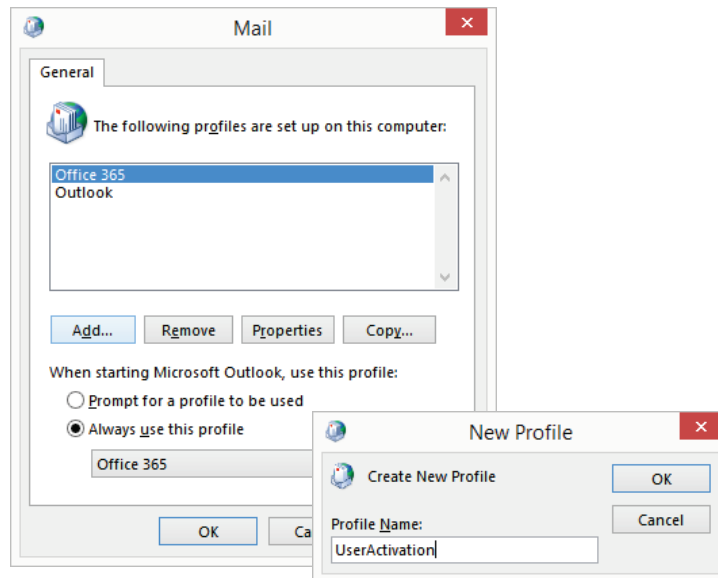 Mail
General
The following profiles are set up on this computer:
Office 365
Outlook
Add...
Remove
Properties
Copy...
When starting Microsoft Outlook, use this profile:
Prompt for a profile to be used
Always use this profile
Office 365
OK
Ca
New Profile
Create New Profile
OK
Profile Name:
Cancel
UserActivation